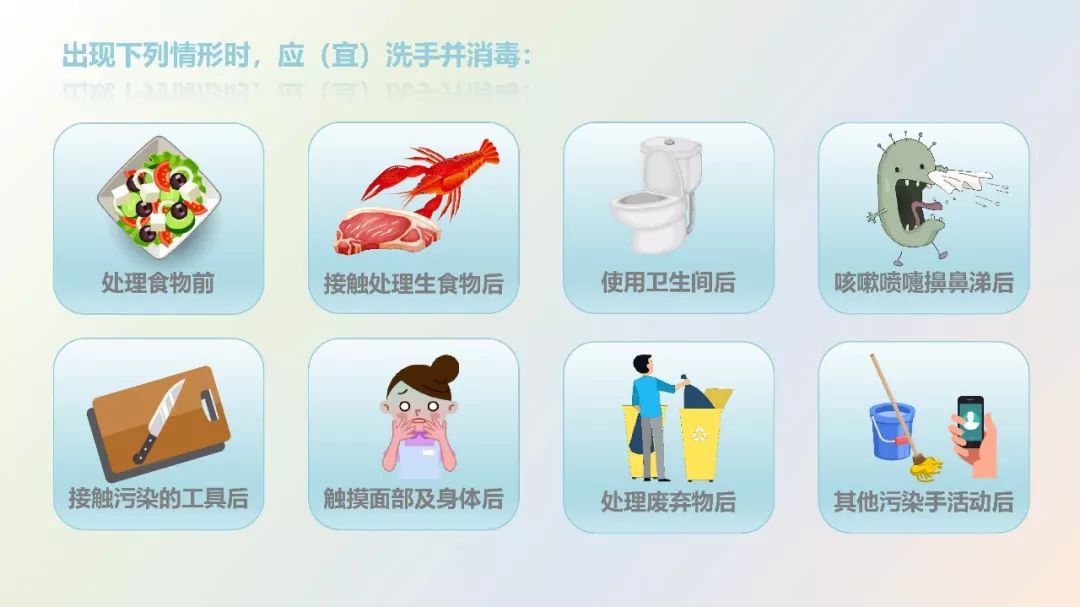 出现下列情形时，应（宜）洗手并消毒：
处理食物前
接触处理生食物后
使用卫生间后
咳嗽喷嚏擤鼻涕后
接触污染的工具后
触摸面部及身体后
处理废弃物后
其他污染手活动后